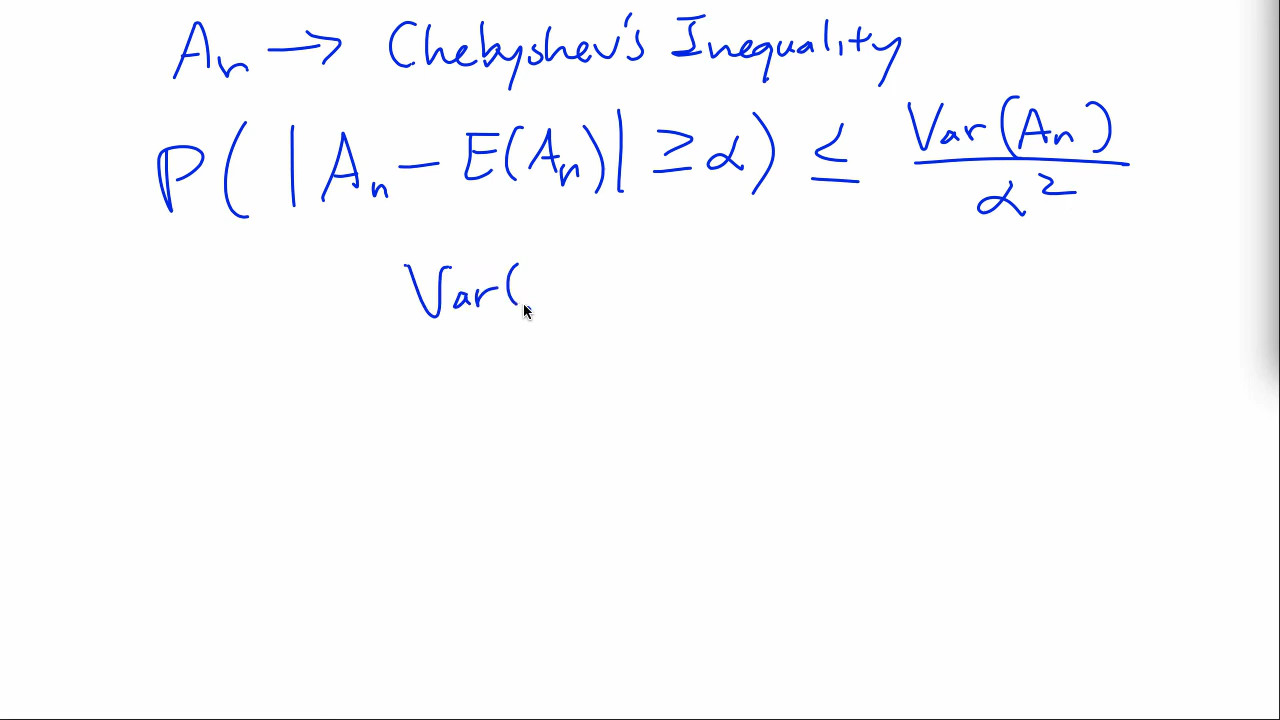 Aₙ → Chebyshev's Inequality
P( | Aₙ − E(Aₙ) | ≥ α ) ≤ Var(Aₙ) / α²
Var(